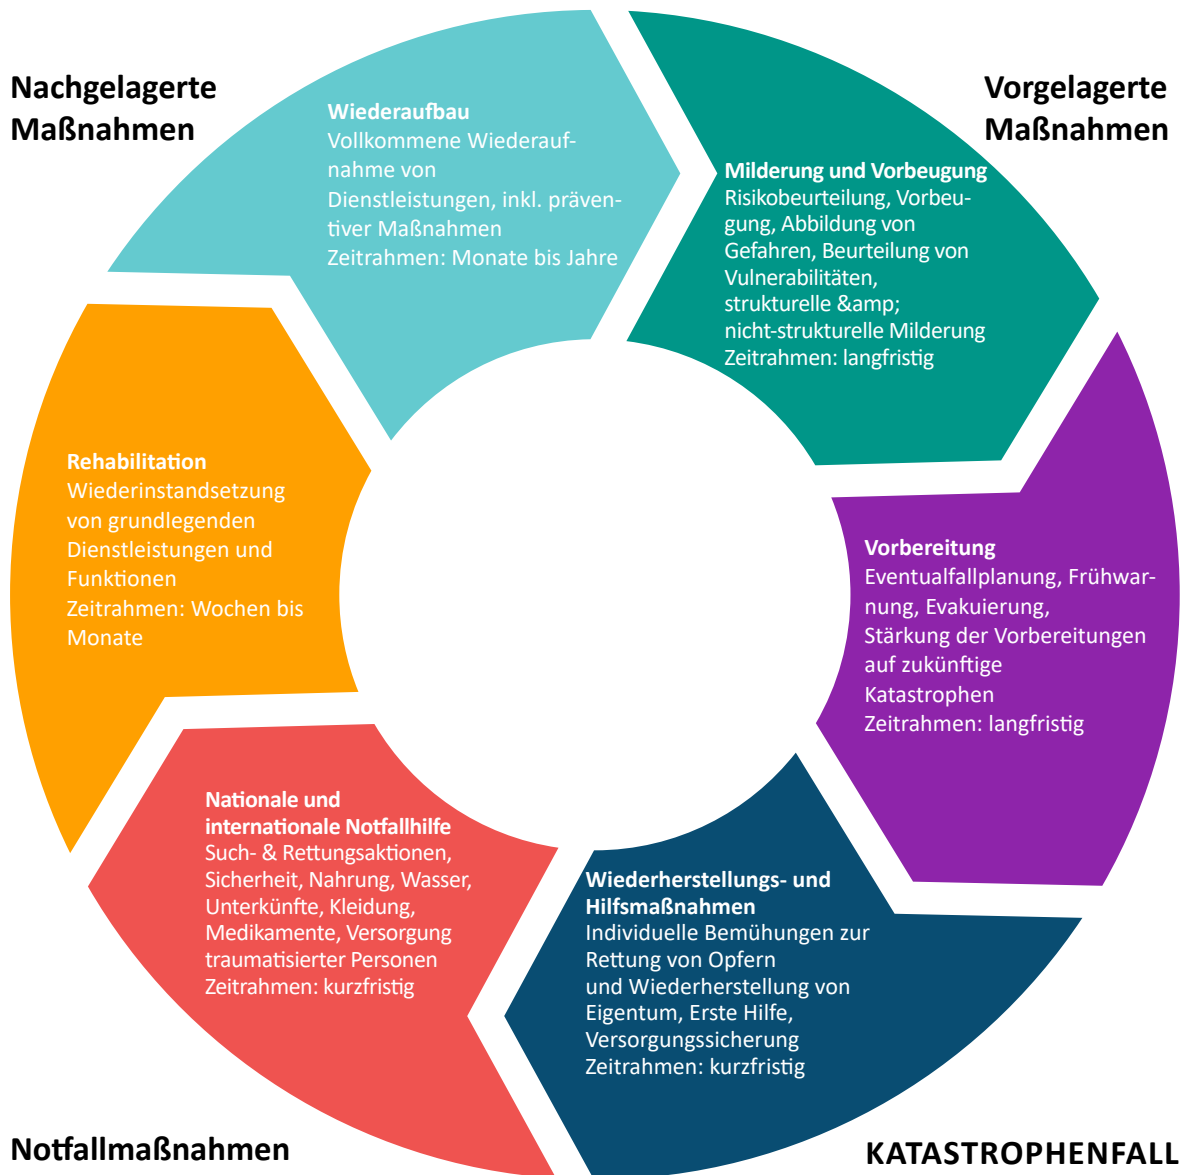 Nachgelagerte
Maßnahmen
Vorgelagerte
Maßnahmen
Wiederaufbau
Vollkommene Wiederauf-
nahme von
Dienstleistungen, inkl. präven-
tiver Maßnahmen
Zeitrahmen: Monate bis Jahre
Milderung und Vorbeugung
Risikobeurteilung, Vorbeu-
gung, Abbildung von
Gefahren, Beurteilung von
Vulnerabilitäten,
strukturelle &amp;
nicht-strukturelle Milderung
Zeitrahmen: langfristig
Vorbereitung
Eventualfallplanung, Frühwar-
nung, Evakuierung,
Stärkung der Vorbereitungen
auf zukünftige
Katastrophen
Zeitrahmen: langfristig
Wiederherstellungs- und
Hilfsmaßnahmen
Individuelle Bemühungen zur
Rettung von Opfern
und Wiederherstellung von
Eigentum, Erste Hilfe,
Versorgungssicherung
Zeitrahmen: kurzfristig
Nationale und
internationale Notfallhilfe
Such- & Rettungsaktionen,
Sicherheit, Nahrung, Wasser,
Unterkünfte, Kleidung,
Medikamente, Versorgung
traumatisierter Personen
Zeitrahmen: kurzfristig
Rehabilitation
Wiederinstandsetzung
von grundlegenden
Dienstleistungen und
Funktionen
Zeitrahmen: Wochen bis
Monate
Notfallmaßnahmen
KATASTROPHENFALL